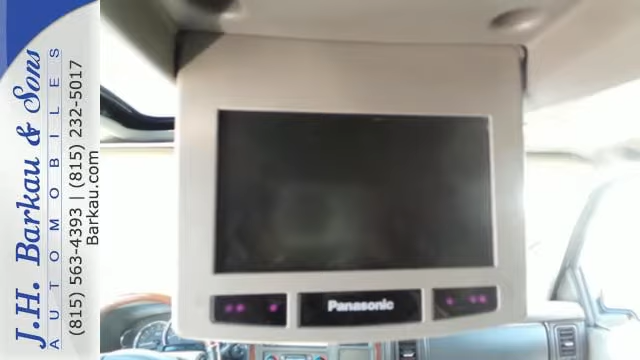 J.H. Barkau & Sons
AUTOMOBILES
(815) 563-4393 | (815) 232-5017
Barkau.com
Panasonic